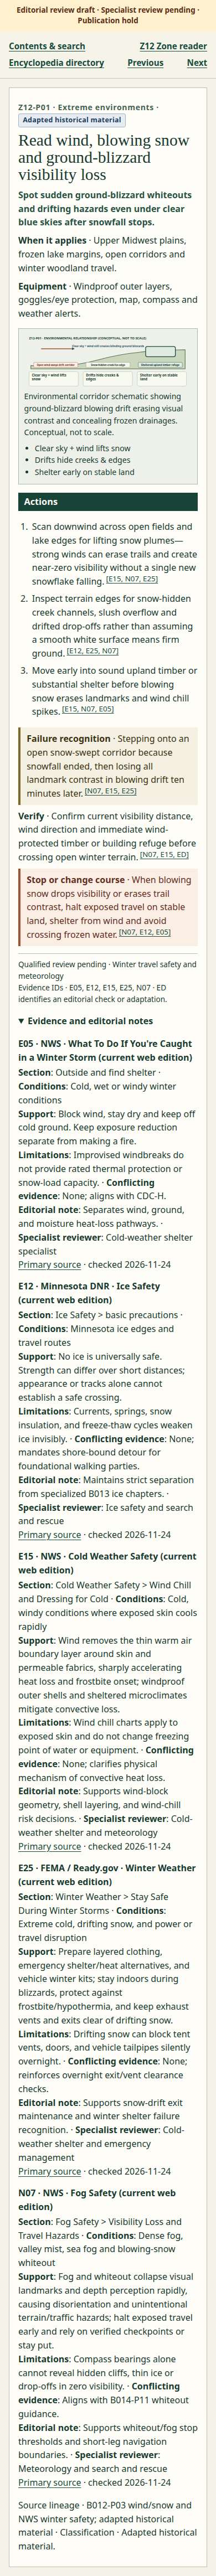 Editorial review draft · Specialist review pending ·
Publication hold
Contents & search
Z12 Zone reader
Encyclopedia directory
Previous
Next
Z12-P01 · Extreme environments ·
Adapted historical material
Read wind, blowing snow
and ground-blizzard
visibility loss
Spot sudden ground-blizzard whiteouts
and drifting hazards even under clear
blue skies after snowfall stops.
When it applies · Upper Midwest plains,
frozen lake margins, open corridors and
winter woodland travel.
Equipment · Windproof outer layers,
goggles/eye protection, map, compass and
weather alerts.
Z12-P01 · ENVIRONMENTAL RELATIONSHIP (CONCEPTUAL, NOT TO SCALE)
Clear sky + wind lifts
snow
Drifts hide creeks &
edges
Shelter early on stable
land
Environmental corridor schematic showing
ground-blizzard blowing drift erasing visual
contrast and concealing frozen drainages.
Conceptual, not to scale.
• Clear sky + wind lifts snow
• Drifts hide creeks & edges
• Shelter early on stable land
Actions
1. Scan downwind across open fields and
lake edges for lifting snow plumes—
strong winds can erase trails and create
near-zero visibility without a single new
snowflake falling. [E15, N07, E25]
2. Inspect terrain edges for snow-hidden
creek channels, slush overflow and
drifted drop-offs rather than assuming
a smooth white surface means firm
ground. [E12, E25, N07]
3. Move early into sound upland timber or
substantial shelter before blowing
snow erases landmarks and wind chill
spikes. [E15, N07, E05]
Failure recognition · Stepping onto an
open snow-swept corridor because
snowfall ended, then losing all
landmark contrast in blowing drift ten
minutes later. [N07, E15, E25]
Verify · Confirm current visibility distance,
wind direction and immediate wind-
protected timber or building refuge before
crossing open winter terrain. [N07, E15, ED]
Stop or change course · When blowing
snow drops visibility or erases trail
contrast, halt exposed travel on stable
land, shelter from wind and avoid
crossing frozen water. [N07, E12, E05]
Qualified review pending · Winter travel safety and
meteorology
Evidence IDs · E05, E12, E15, E25, N07 · ED
identifies an editorial check or adaptation.
▼ Evidence and editorial notes
E05 · NWS · What To Do If You're Caught
in a Winter Storm (current web edition)
Section: Outside and find shelter ·
Conditions: Cold, wet or windy winter
conditions
Support: Block wind, stay dry and keep off
cold ground. Keep exposure reduction
separate from making a fire.
Limitations: Improvised windbreaks do
not provide rated thermal protection or
snow-load capacity. · Conflicting
evidence: None; aligns with CDC-H.
Editorial note: Separates wind, ground,
and moisture heat-loss pathways. ·
Specialist reviewer: Cold-weather shelter
specialist
Primary source · checked 2026-11-24
E12 · Minnesota DNR · Ice Safety
(current web edition)
Section: Ice Safety > basic precautions ·
Conditions: Minnesota ice edges and
travel routes
Support: No ice is universally safe.
Strength can differ over short distances;
appearance or tracks alone cannot
establish a safe crossing.
Limitations: Currents, springs, snow
insulation, and freeze-thaw cycles weaken
ice invisibly. · Conflicting evidence: None;
mandates shore-bound detour for
foundational walking parties.
Editorial note: Maintains strict separation
from specialized B013 ice chapters. ·
Specialist reviewer: Ice safety and search
and rescue
Primary source · checked 2026-11-24
E15 · NWS · Cold Weather Safety (current
web edition)
Section: Cold Weather Safety > Wind Chill
and Dressing for Cold · Conditions: Cold,
windy conditions where exposed skin cools
rapidly
Support: Wind removes the thin warm air
boundary layer around skin and
permeable fabrics, sharply accelerating
heat loss and frostbite onset; windproof
outer shells and sheltered microclimates
mitigate convective loss.
Limitations: Wind chill charts apply to
exposed skin and do not change freezing
point of water or equipment. · Conflicting
evidence: None; clarifies physical
mechanism of convective heat loss.
Editorial note: Supports wind-block
geometry, shell layering, and wind-chill
risk decisions. · Specialist reviewer: Cold-
weather shelter and meteorology
Primary source · checked 2026-11-24
E25 · FEMA / Ready.gov · Winter Weather
(current web edition)
Section: Winter Weather > Stay Safe
During Winter Storms · Conditions:
Extreme cold, drifting snow, and power or
travel disruption
Support: Prepare layered clothing,
emergency shelter/heat alternatives, and
vehicle winter kits; stay indoors during
blizzards, protect against
frostbite/hypothermia, and keep exhaust
vents and exits clear of drifting snow.
Limitations: Drifting snow can block tent
vents, doors, and vehicle tailpipes silently
overnight. · Conflicting evidence: None;
reinforces overnight exit/vent clearance
checks.
Editorial note: Supports snow-drift exit
maintenance and winter shelter failure
recognition. · Specialist reviewer: Cold-
weather shelter and emergency
management
Primary source · checked 2026-11-24
N07 · NWS · Fog Safety (current web
edition)
Section: Fog Safety > Visibility Loss and
Travel Hazards · Conditions: Dense fog,
valley mist, sea fog and blowing-snow
whiteout
Support: Fog and whiteout collapse visual
landmarks and depth perception rapidly,
causing disorientation and unintentional
terrain/traffic hazards; halt exposed travel
early and rely on verified checkpoints or
stay put.
Limitations: Compass bearings alone
cannot reveal hidden cliffs, thin ice or
drop-offs in zero visibility. · Conflicting
evidence: Aligns with B014-P11 whiteout
guidance.
Editorial note: Supports whiteout/fog stop
thresholds and short-leg navigation
boundaries. · Specialist reviewer:
Meteorology and search and rescue
Primary source · checked 2026-11-24
Source lineage · B012-P03 wind/snow and
NWS winter safety; adapted historical
material · Classification · Adapted historical
material.